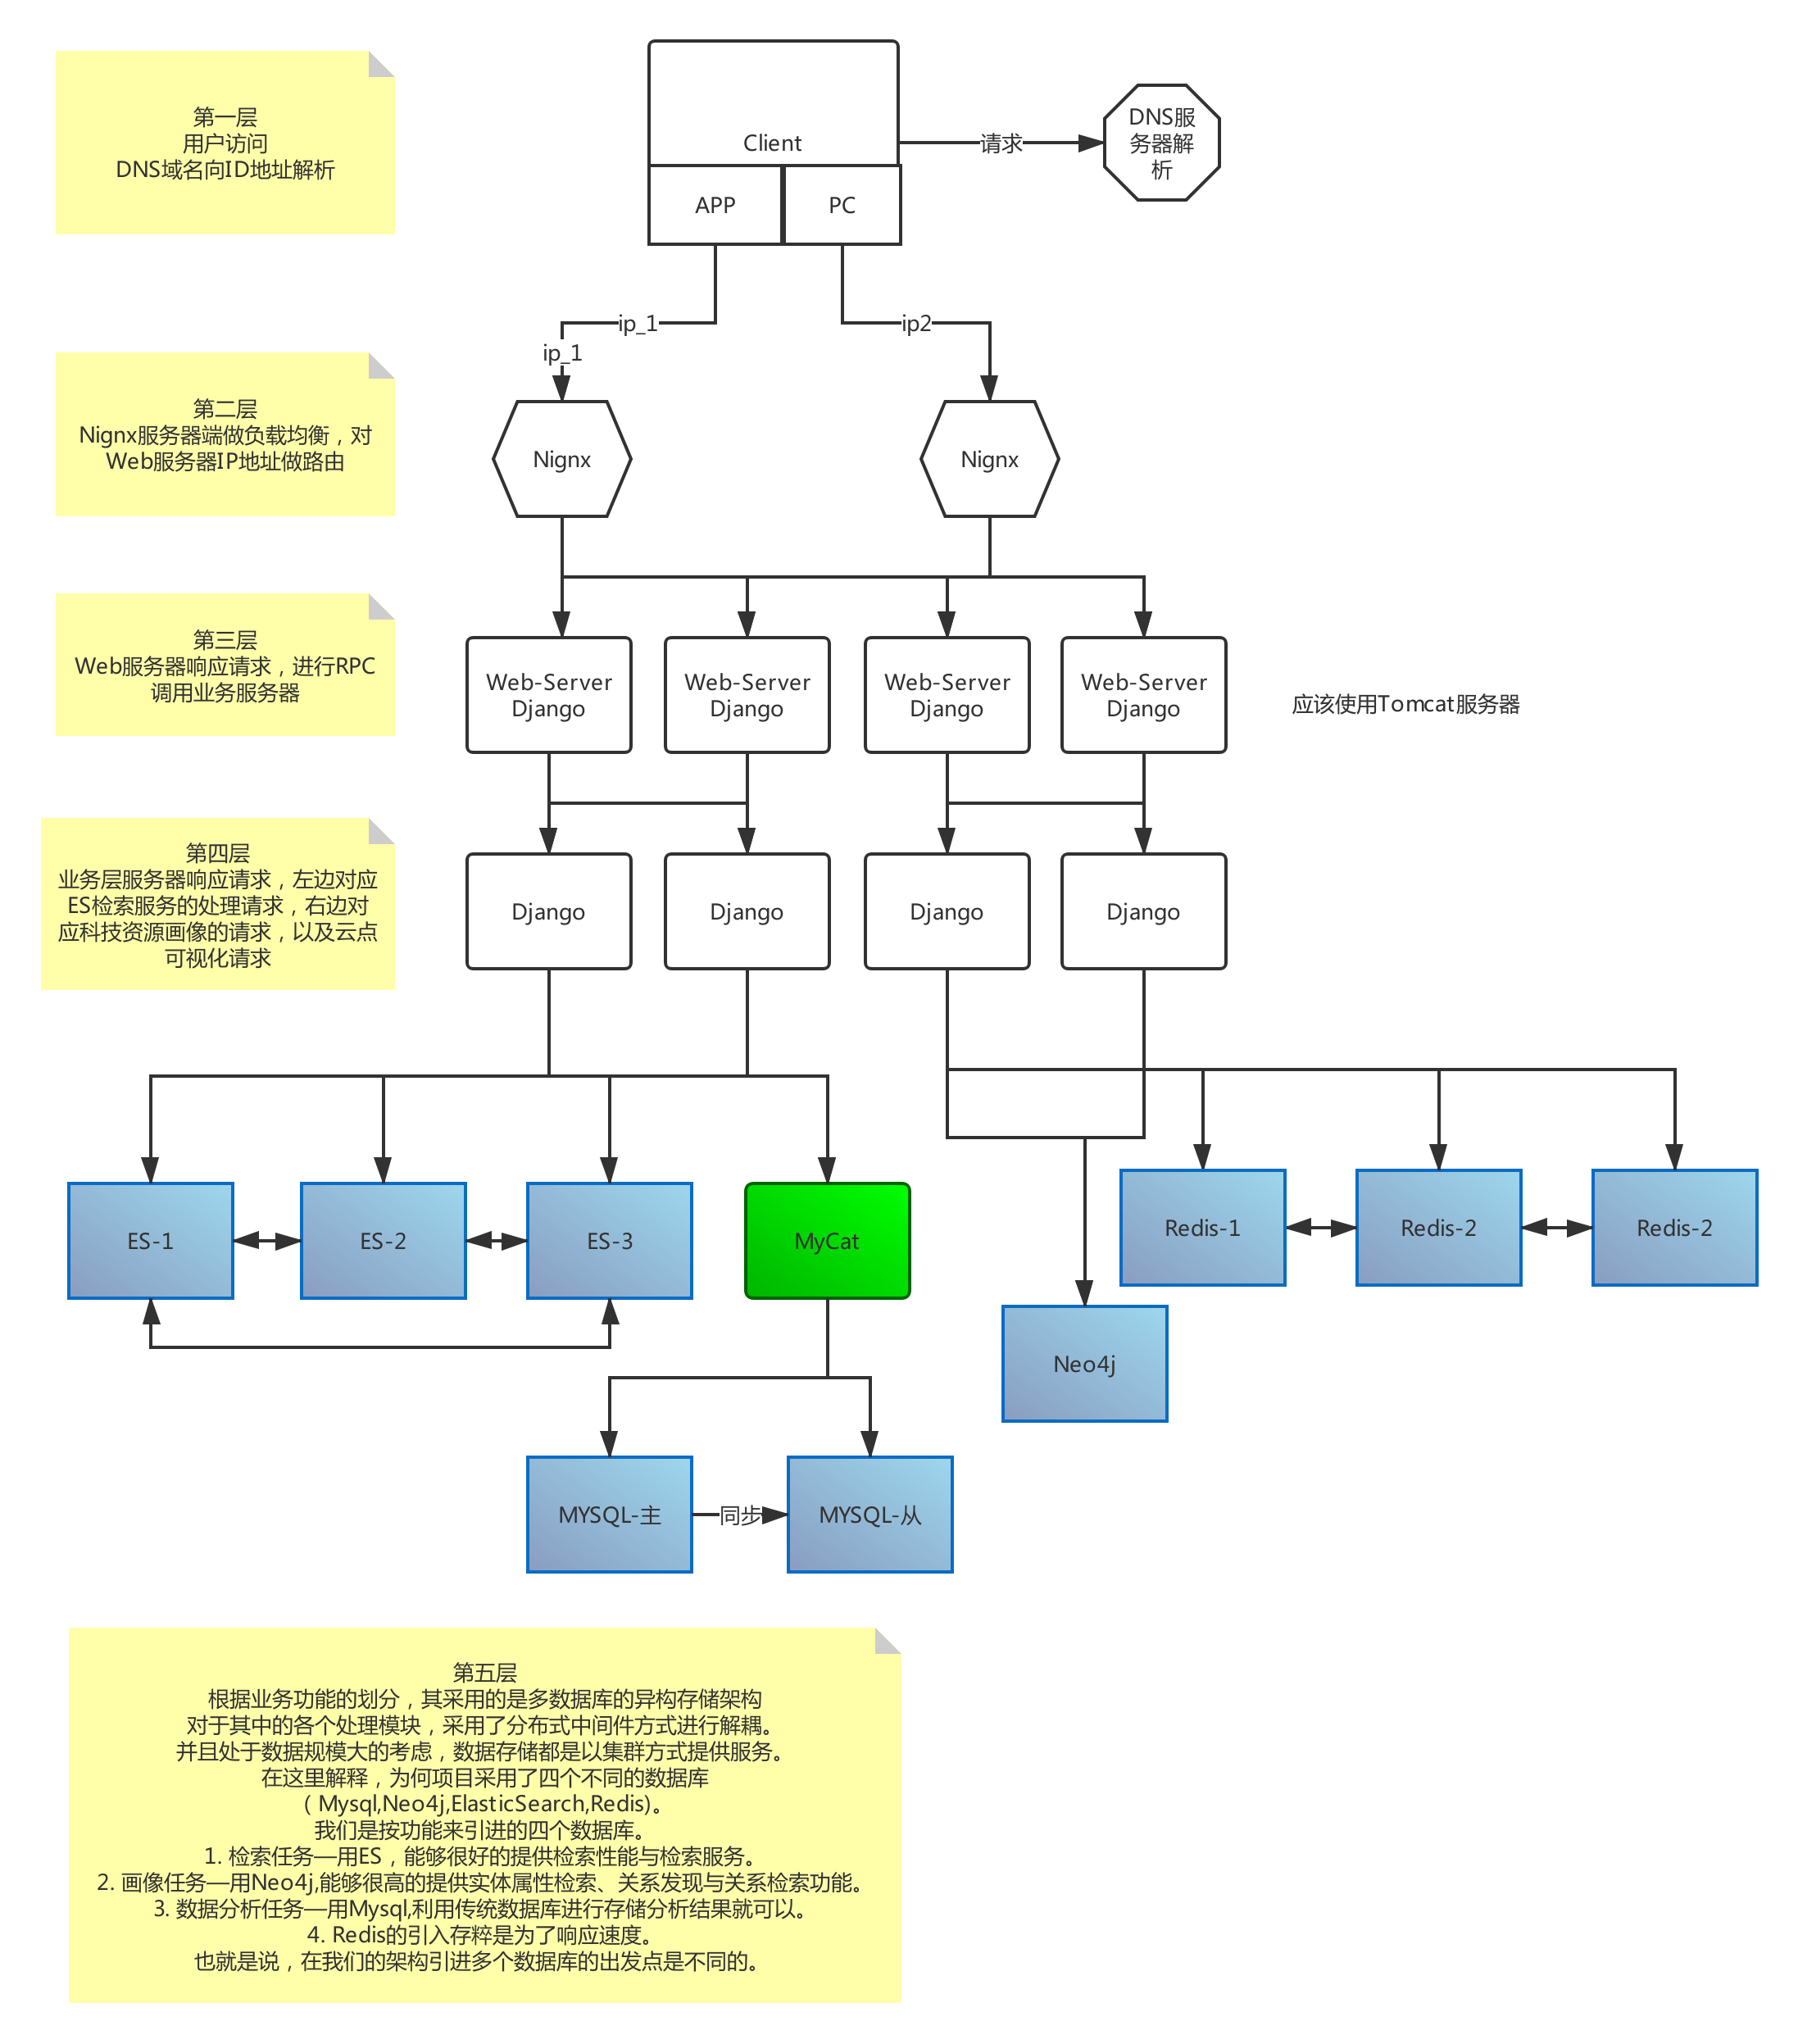 第一层
用户访问
DNS域名向ID地址解析
Client
APP
PC
请求
DNS服
务器解
析
ip_1
ip2
ip_1
第二层
Nignx服务器端做负载均衡，对
Web服务器IP地址做路由
Nignx
Nignx
第三层
Web服务器响应请求，进行RPC
调用业务服务器
Web-Server
Django
Web-Server
Django
Web-Server
Django
Web-Server
Django
应该使用Tomcat服务器
第四层
业务层服务器响应请求，左边对应
ES检索服务的处理请求，右边对
应科技资源画像的请求，以及云点
可视化请求
Django
Django
Django
Django
ES-1
ES-2
ES-3
MyCat
Redis-1
Redis-2
Redis-2
Neo4j
MYSQL-主
同步
MYSQL-从
第五层
根据业务功能的划分，其采用的是多数据库的异构存储架构
对于其中的各个处理模块，采用了分布式中间件方式进行解耦。
并且处于数据规模大的考虑，数据存储都是以集群方式提供服务。
在这里解释，为何项目采用了四个不同的数据库
（ Mysql,Neo4j,ElasticSearch,Redis)。
我们是按功能来引进的四个数据库。
1. 检索任务—用ES，能够很好的提供检索性能与检索服务。
2. 画像任务—用Neo4j,能够很高的提供实体属性检索、关系发现与关系检索功能。
3. 数据分析任务—用Mysql,利用传统数据库进行存储分析结果就可以。
4. Redis的引入存粹是为了响应速度。
也就是说，在我们的架构引进多个数据库的出发点是不同的。